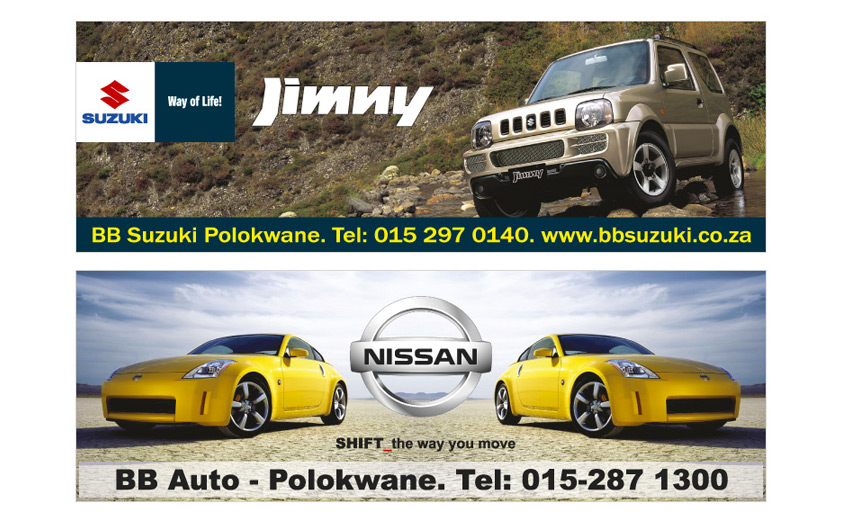 SUZUKI
Way of Life!
Jimny
Jimny
BB Suzuki Polokwane. Tel: 015 297 0140. www.bbsuzuki.co.za
NISSAN
SHIFT_the way you move
BB Auto - Polokwane. Tel: 015-287 1300